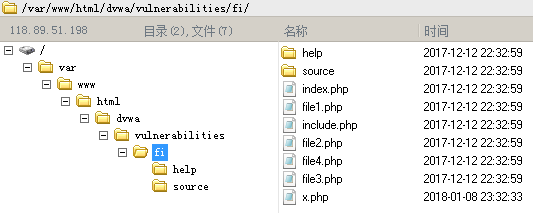 /var/www/html/dvwa/vulnerabilities/fi/
118.89.51.198 目录(2),文件(7) 名称 时间
/
var
www
html
dvwa
vulnerabilities
fi
help
source
help 2017-12-12 22:32:59
source 2017-12-12 22:32:59
index.php 2017-12-12 22:32:59
file1.php 2017-12-12 22:32:59
include.php 2017-12-12 22:32:59
file2.php 2017-12-12 22:32:59
file4.php 2017-12-12 22:32:59
file3.php 2017-12-12 22:32:59
x.php 2018-01-08 23:32:33